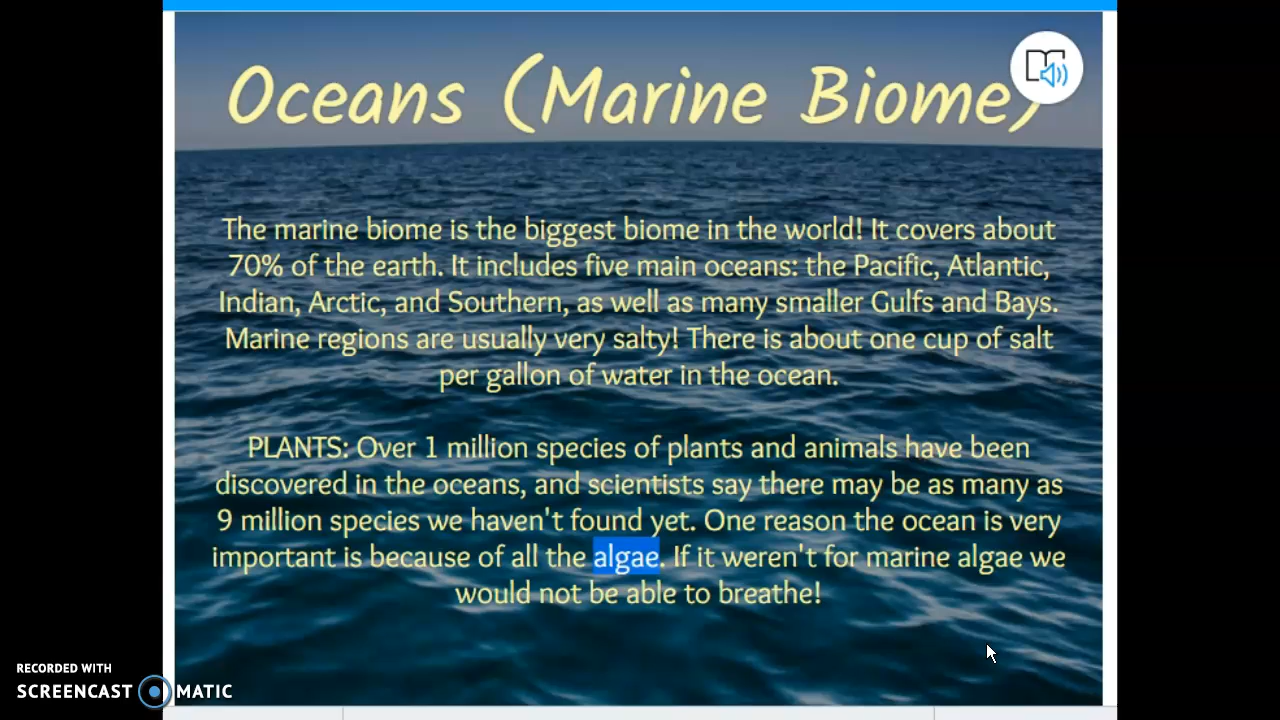 Oceans (Marine Biome)
The marine biome is the biggest biome in the world! It covers about
70% of the earth. It includes five main oceans: the Pacific, Atlantic,
Indian, Arctic, and Southern, as well as many smaller Gulfs and Bays.
Marine regions are usually very salty! There is about one cup of salt
per gallon of water in the ocean.
PLANTS: Over 1 million species of plants and animals have been
discovered in the oceans, and scientists say there may be as many as
9 million species we haven't found yet. One reason the ocean is very
important is because of all the algae. If it weren't for marine algae we
would not be able to breathe!
RECORDED WITH
SCREENCAST MATIC